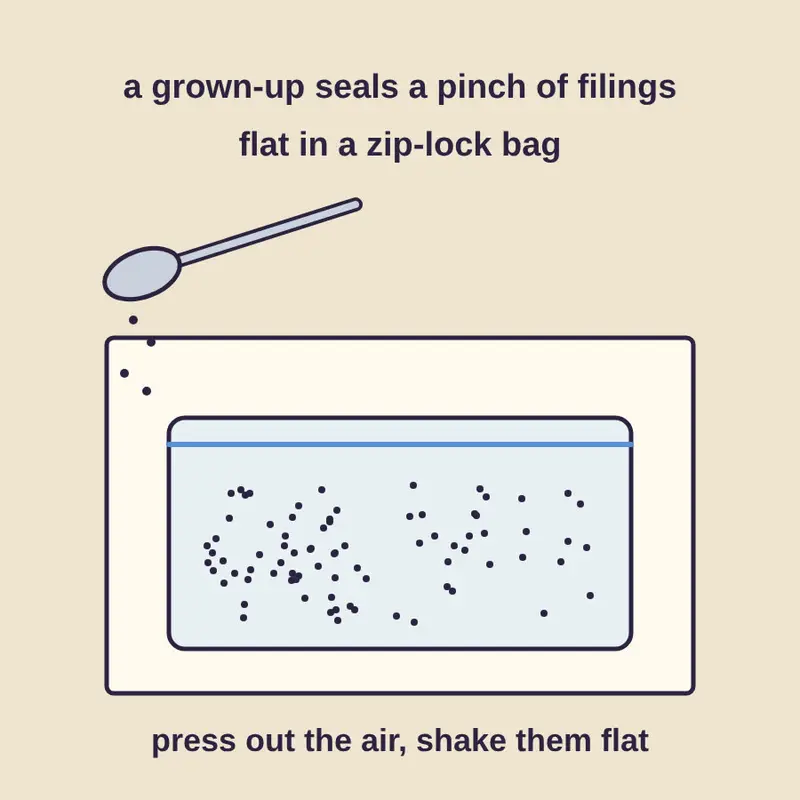 a grown-up seals a pinch of filings
flat in a zip-lock bag
press out the air, shake them flat